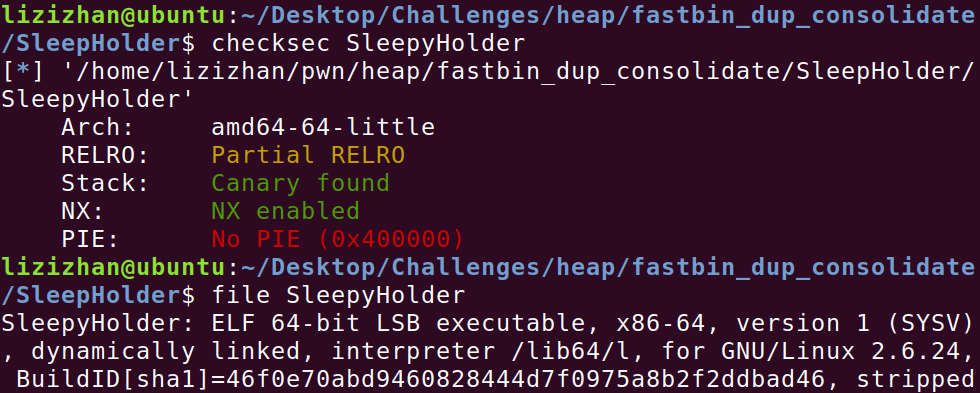 lizizhan@ubuntu:~/Desktop/Challenges/heap/fastbin_dup_consolidate
/SleepHolder$ checksec SleepyHolder
[*] '/home/lizizhan/pwn/heap/fastbin_dup_consolidate/SleepHolder/
SleepyHolder'
    Arch:     amd64-64-little
    RELRO:    Partial RELRO
    Stack:    Canary found
    NX:       NX enabled
    PIE:      No PIE (0x400000)
lizizhan@ubuntu:~/Desktop/Challenges/heap/fastbin_dup_consolidate
/SleepHolder$ file SleepyHolder
SleepyHolder: ELF 64-bit LSB executable, x86-64, version 1 (SYSV)
, dynamically linked, interpreter /lib64/l, for GNU/Linux 2.6.24,
 BuildID[sha1]=46f0e70abd9460828444d7f0975a8b2f2ddbad46, stripped